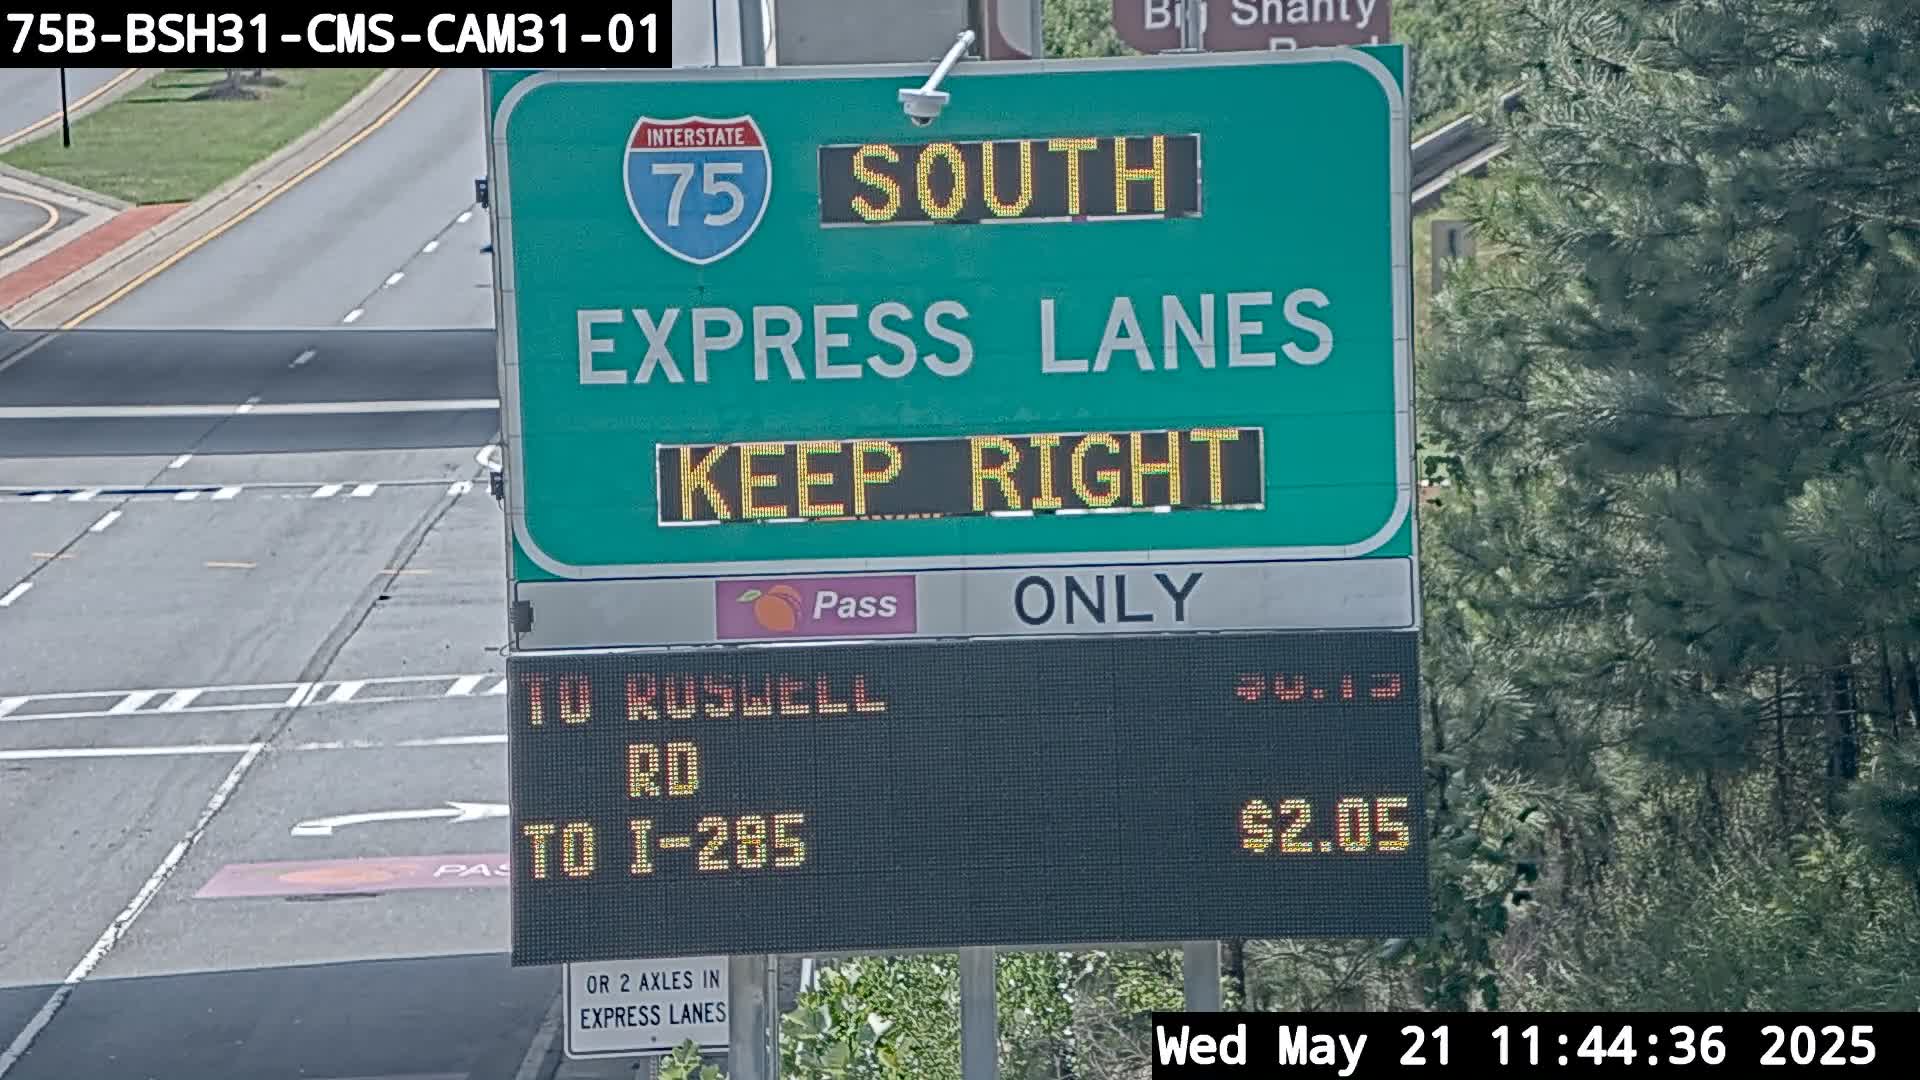 75B-BSH31-CMS-CAM31-01
Big Shanty
Road
INTERSTATE
75
SOUTH
EXPRESS LANES
KEEP RIGHT
Pass ONLY
TO ROSWELL
RD
TO I-285 $2.05
OR 2 AXLES IN
EXPRESS LANES
Wed May 21 11:44:36 2025